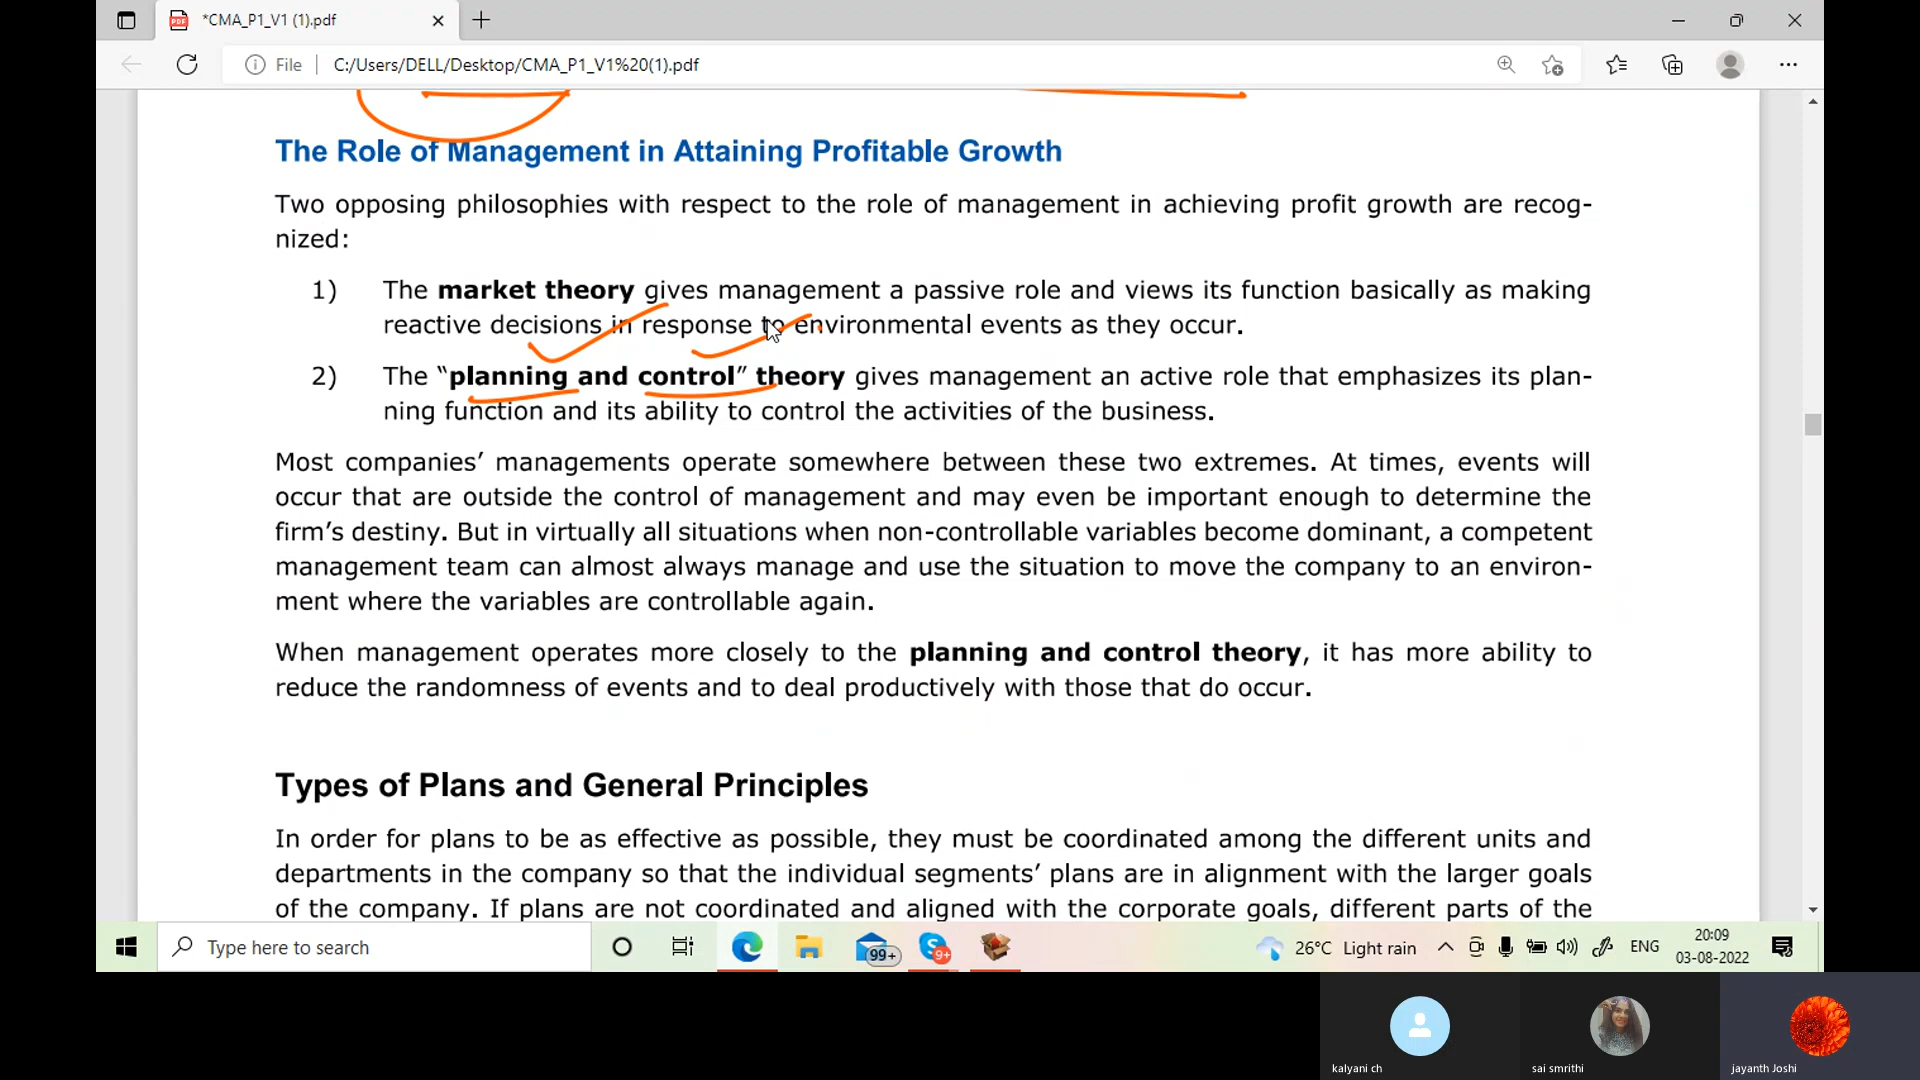 *CMA_P1_V1 (1).pdf
File
C:/Users/DELL/Desktop/CMA_P1_V1%20(1).pdf
The Role of Management in Attaining Profitable Growth
Two opposing philosophies with respect to the role of management in achieving profit growth are recog-
nized:
1) The market theory gives management a passive role and views its function basically as making
reactive decisions in response to environmental events as they occur.
2) The “planning and control” theory gives management an active role that emphasizes its plan-
ning function and its ability to control the activities of the business.
Most companies’ managements operate somewhere between these two extremes. At times, events will
occur that are outside the control of management and may even be important enough to determine the
firm’s destiny. But in virtually all situations when non-controllable variables become dominant, a competent
management team can almost always manage and use the situation to move the company to an environ-
ment where the variables are controllable again.
When management operates more closely to the planning and control theory, it has more ability to
reduce the randomness of events and to deal productively with those that do occur.
Types of Plans and General Principles
In order for plans to be as effective as possible, they must be coordinated among the different units and
departments in the company so that the individual segments’ plans are in alignment with the larger goals
of the company. If plans are not coordinated and aligned with the corporate goals, different parts of the
Type here to search
99+
9+
26°C Light rain
ENG
20:09
03-08-2022
kalyani ch
sai smrithi
jayanth Joshi